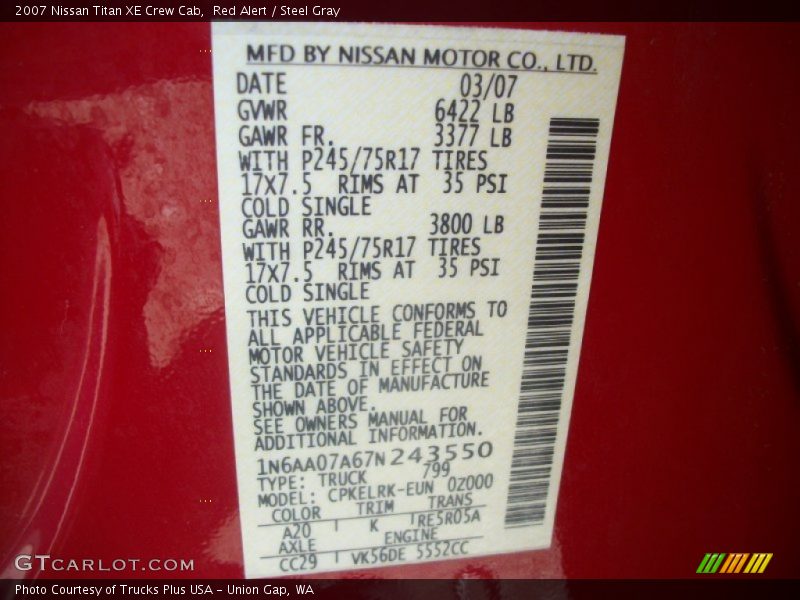 2007 Nissan Titan XE Crew Cab,  Red Alert / Steel Gray
MFD BY NISSAN MOTOR CO., LTD.
DATE 03/07
GVWR 6422 LB
GAWR FR. 3377 LB
WITH P245/75R17 TIRES
17X7.5 RIMS AT 35 PSI
COLD SINGLE
GAWR RR. 3800 LB
WITH P245/75R17 TIRES
17X7.5 RIMS AT 35 PSI
COLD SINGLE
THIS VEHICLE CONFORMS TO
ALL APPLICABLE FEDERAL
MOTOR VEHICLE SAFETY
STANDARDS IN EFFECT ON
THE DATE OF MANUFACTURE
SHOWN ABOVE.
SEE OWNERS MANUAL FOR
ADDITIONAL INFORMATION.
1N6AA07A67N243550
TYPE: TRUCK 799
MODEL: CPKELRK-EUN 0Z000
COLOR TRIM TRANS
A20 K RE5R05A
AXLE ENGINE
CC29 VK56DE 5552CC
GTCARLOT.COM
Photo Courtesy of Trucks Plus USA - Union Gap, WA